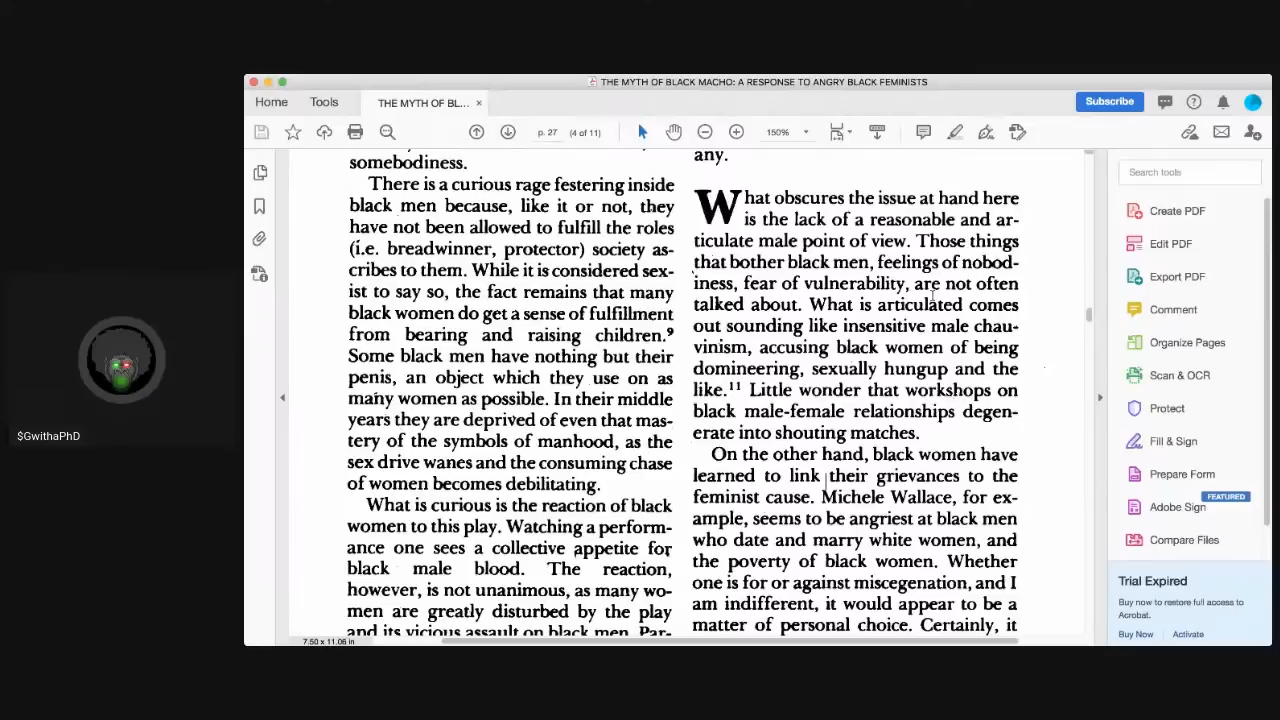 THE MYTH OF BLACK MACHO: A RESPONSE TO ANGRY BLACK FEMINISTS
Home
Tools
THE MYTH OF BL...
Subscribe
p. 27
(4 of 11)
150%
somebodiness.
There is a curious rage festering inside
black men because, like it or not, they
have not been allowed to fulfill the roles
(i.e. breadwinner, protector) society as-
cribes to them. While it is considered sex-
ist to say so, the fact remains that many
black women do get a sense of fulfillment
from bearing and raising children.⁹
Some black men have nothing but their
penis, an object which they use on as
many women as possible. In their middle
years they are deprived of even that mas-
tery of the symbols of manhood, as the
sex drive wanes and the consuming chase
of women becomes debilitating.
What is curious is the reaction of black
women to this play. Watching a perform-
ance one sees a collective appetite for
black male blood. The reaction,
however, is not unanimous, as many wo-
men are greatly disturbed by the play
and its vicious assault on black men. Par-
any.
What obscures the issue at hand here
is the lack of a reasonable and ar-
ticulate male point of view. Those things
that bother black men, feelings of nobod-
iness, fear of vulnerability, are not often
talked about. What is articulated comes
out sounding like insensitive male chau-
vinism, accusing black women of being
domineering, sexually hungup and the
like.¹¹ Little wonder that workshops on
black male-female relationships degen-
erate into shouting matches.
On the other hand, black women have
learned to link their grievances to the
feminist cause. Michele Wallace, for ex-
ample, seems to be angriest at black men
who date and marry white women, and
the poverty of black women. Whether
one is for or against miscegenation, and I
am indifferent, it would appear to be a
matter of personal choice. Certainly, it
7.50 x 11.06 in
Search tools
Create PDF
Edit PDF
Export PDF
Comment
Organize Pages
Scan & OCR
Protect
Fill & Sign
Prepare Form
FEATURED
Adobe Sign
Compare Files
Trial Expired
Buy now to restore full access to
Acrobat.
Buy Now
Activate
$GwithaPhD